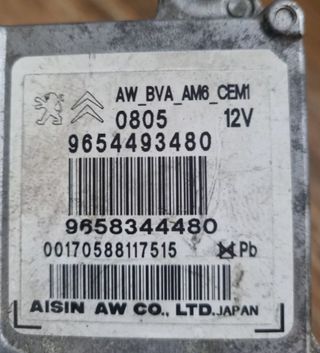 AW_BVA_AM6_CEM1
0805 12V
9654493480
9658344480
00170588117515 Pb
AISIN AW CO., LTD. JAPAN